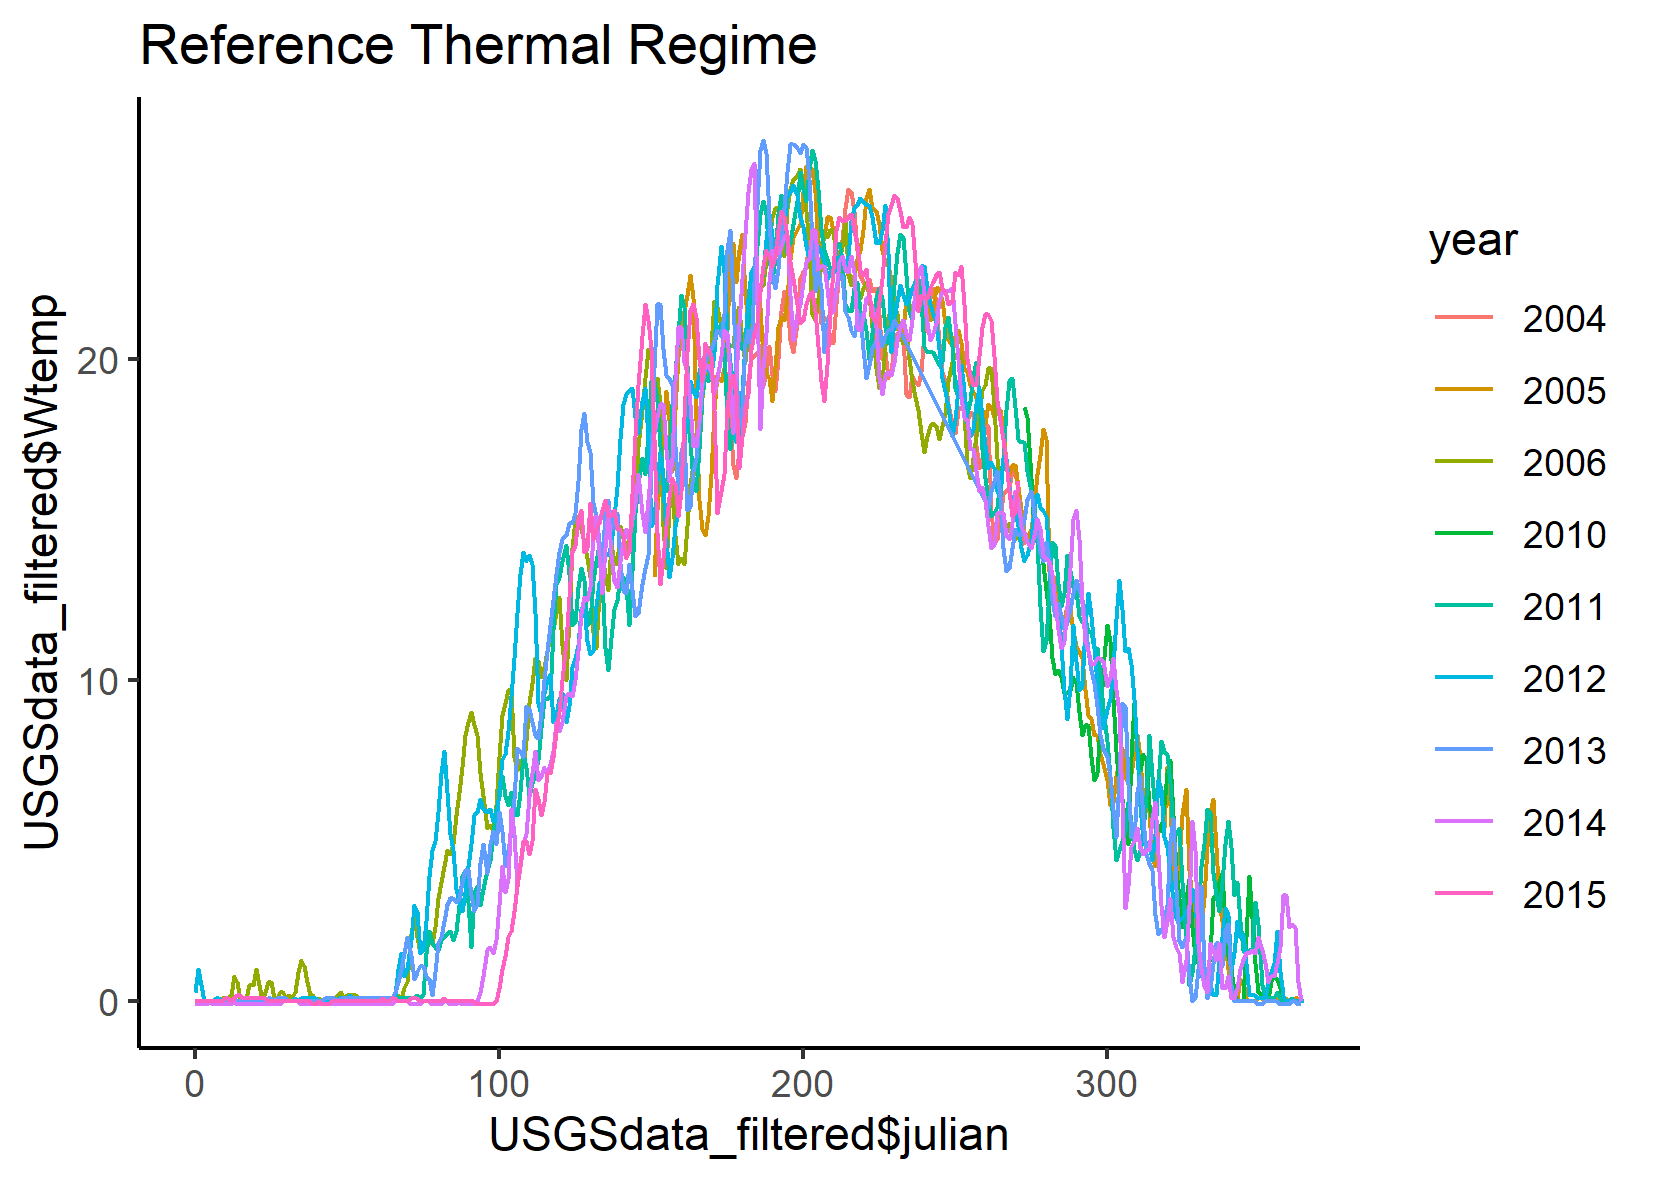 Reference Thermal Regime
USGSdata_filtered$Wtemp
20
10
0
0 100 200 300
USGSdata_filtered$julian
year
2004
2005
2006
2010
2011
2012
2013
2014
2015